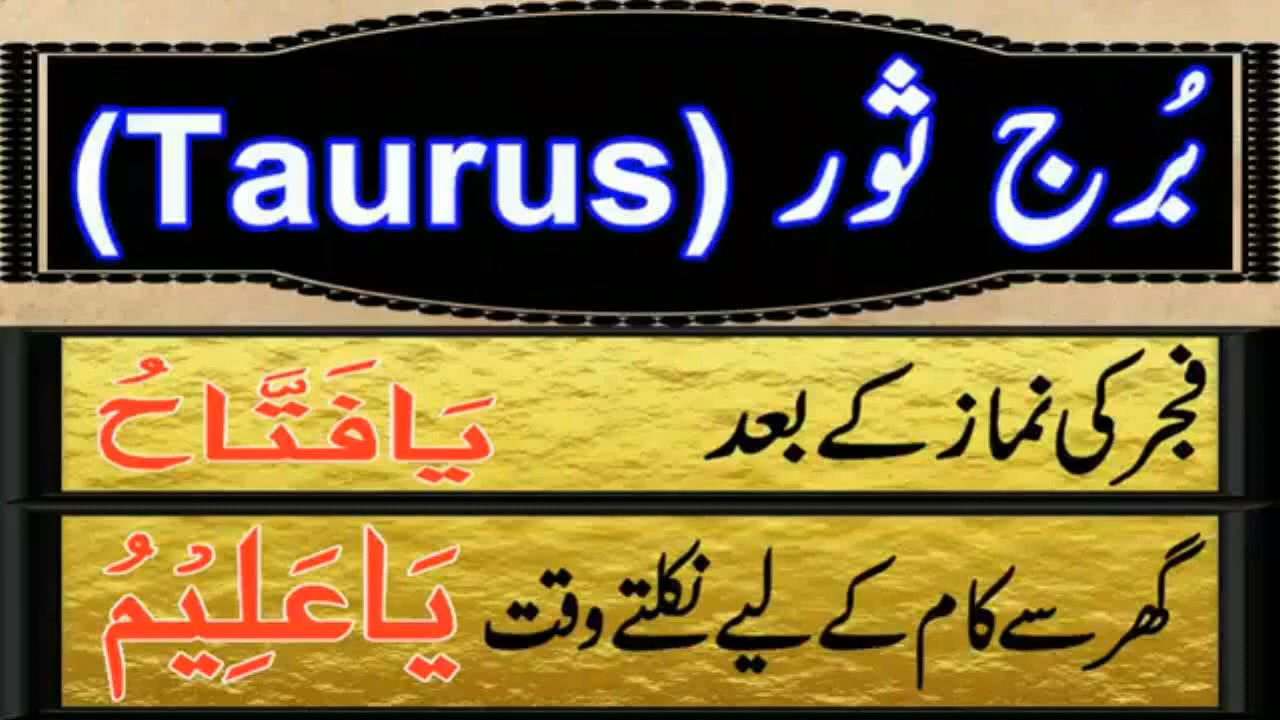 بُرج ثور (Taurus)
فجر کی نماز کے بعد يَافَتَّاحُ
گھر سے کام کے لیے نکلتے وقت يَاعَلِيْمُ